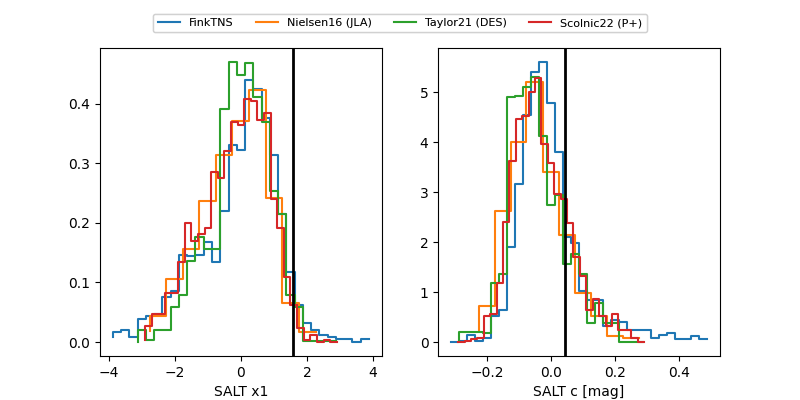 FinkTNS Nielsen16 (JLA) Taylor21 (DES) Scolnic22 (P+)
0.4
0.3
0.2
0.1
0.0
−4 −2 0 2 4
SALT x1
5
4
3
2
1
0
−0.2 0.0 0.2 0.4
SALT c [mag]